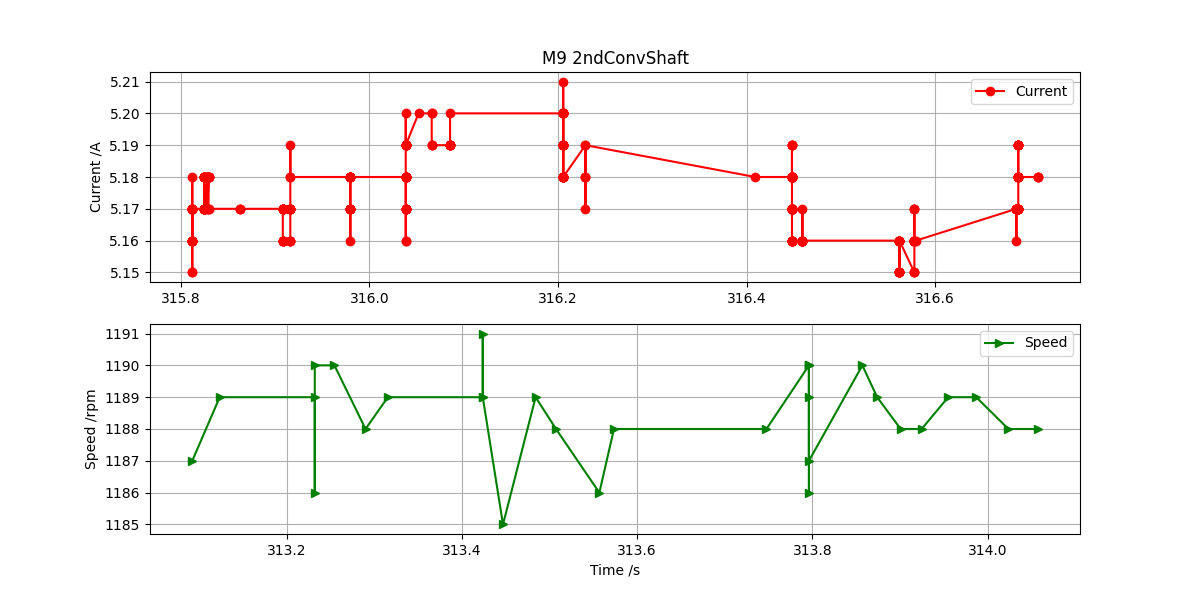 M9 2ndConvShaft
Current /A
5.21
5.20
5.19
5.18
5.17
5.16
5.15
Current
315.8 316.0 316.2 316.4 316.6
Speed /rpm
1191
1190
1189
1188
1187
1186
1185
Speed
313.2 313.4 313.6 313.8 314.0
Time /s